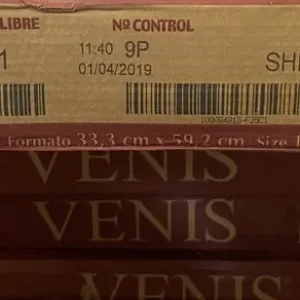 LIBRE Nº CONTROL
1 11:40 9P SH
01/04/2019
Formato 33,3 cm x 59,2 cm. Size 1
VENIS
VENIS
VENIS